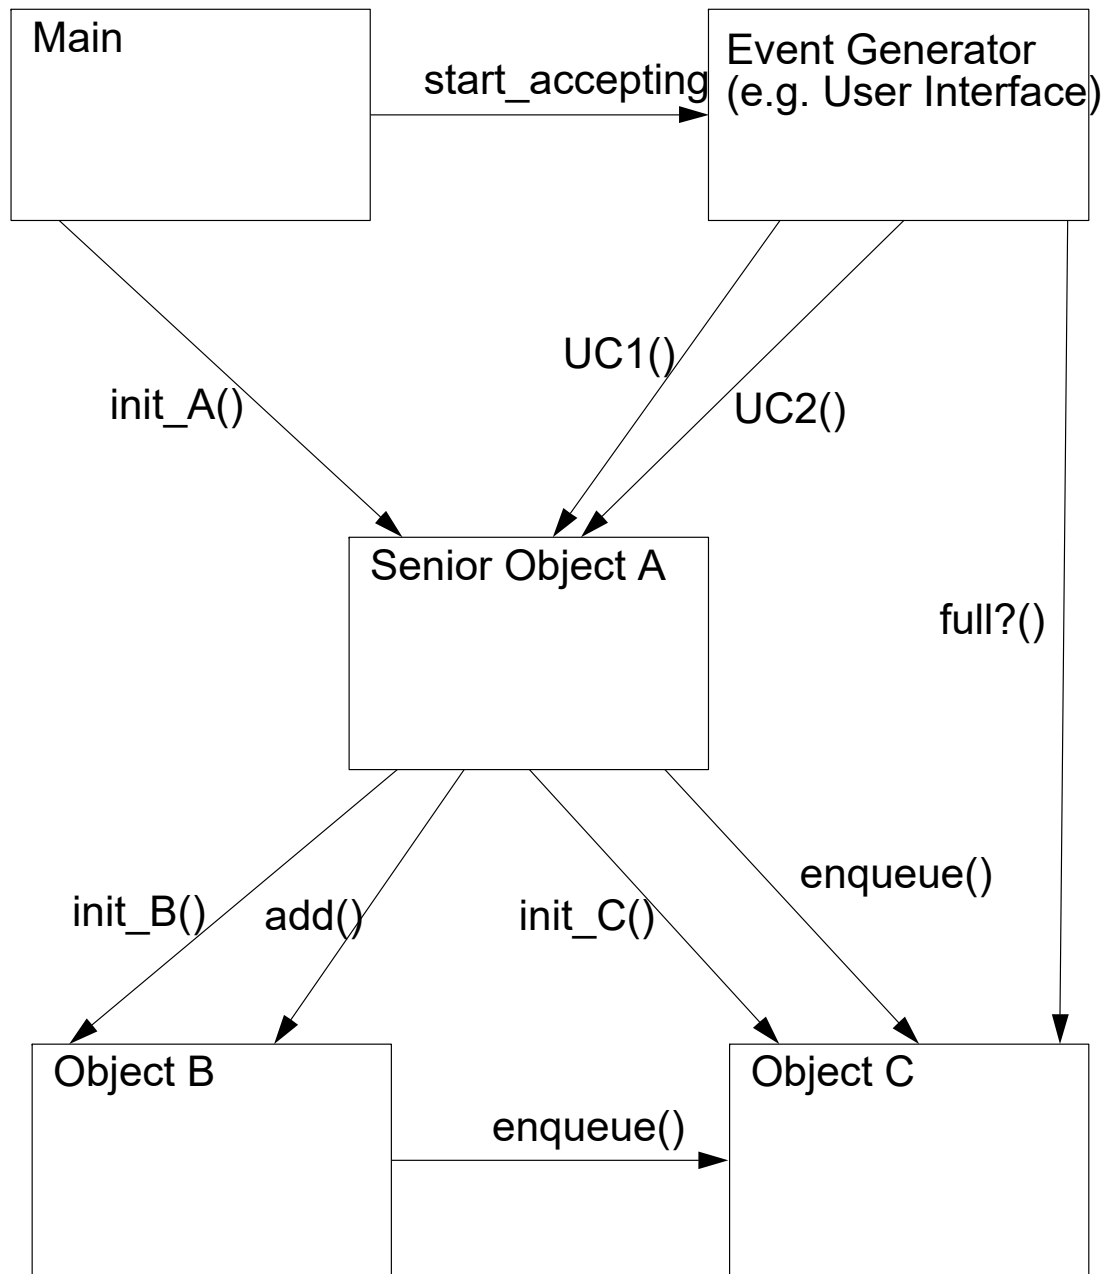 Main
start_accepting
Event Generator
(e.g. User Interface)
UC1()
init_A()
UC2()
Senior Object A
full?()
enqueue()
init_B()
add()
init_C()
Object B
Object C
enqueue()